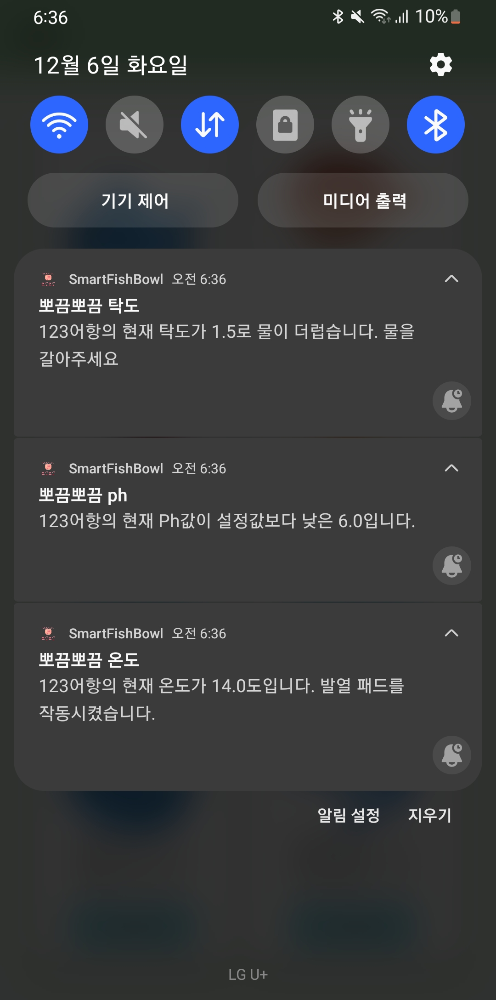 6:36
10%
12월 6일 화요일
기기 제어
미디어 출력
SmartFishBowl 오전 6:36
뽀끔뽀끔 탁도
123어항의 현재 탁도가 1.5로 물이 더럽습니다. 물을
갈아주세요
SmartFishBowl 오전 6:36
뽀끔뽀끔 ph
123어항의 현재 Ph값이 설정값보다 낮은 6.0입니다.
SmartFishBowl 오전 6:36
뽀끔뽀끔 온도
123어항의 현재 온도가 14.0도입니다. 발열 패드를
작동시켰습니다.
알림 설정
지우기
LG U+